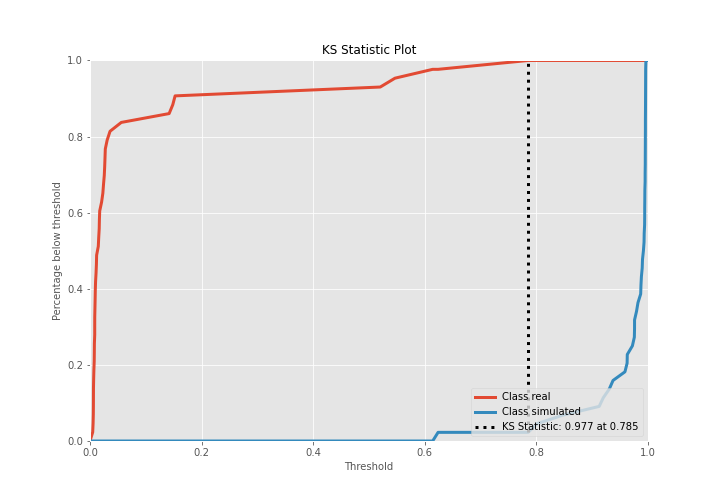 KS Statistic Plot
1.0
0.8
0.6
0.4
0.2
0.0
Percentage below threshold
0.0 0.2 0.4 0.6 0.8 1.0
Threshold
Class real
Class simulated
KS Statistic: 0.977 at 0.785